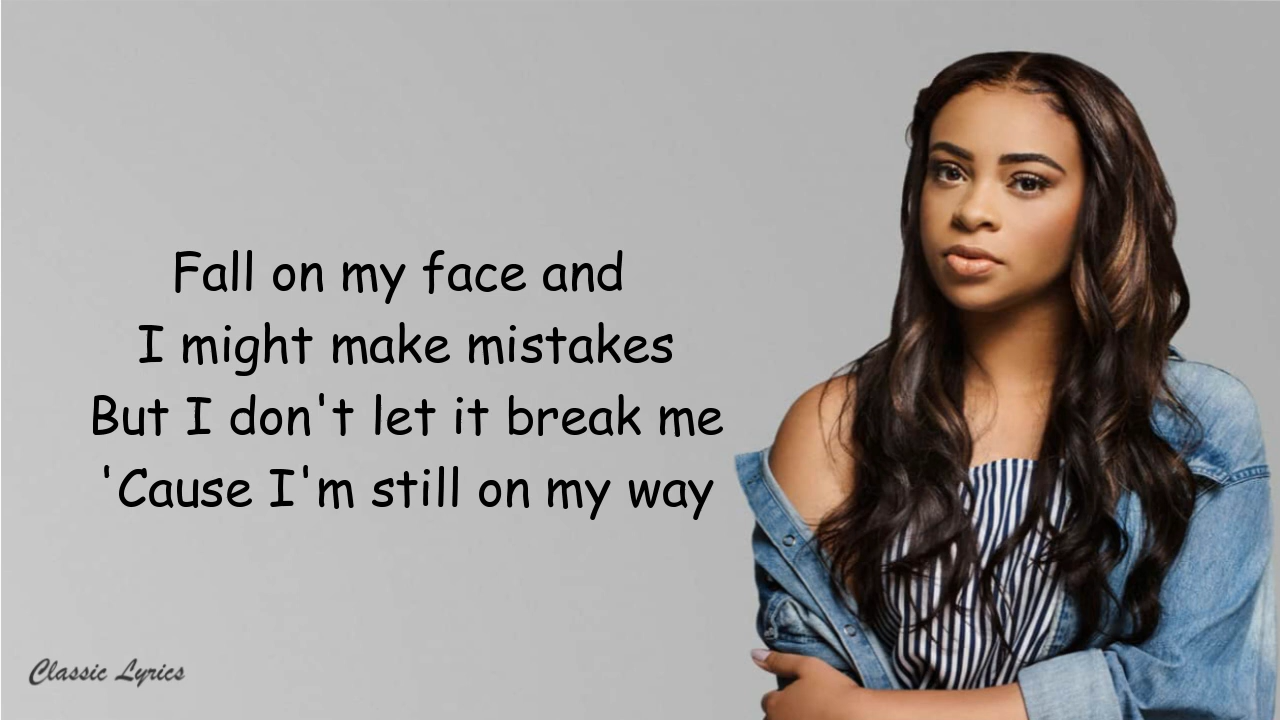 Fall on my face and
I might make mistakes
But I don't let it break me
'Cause I'm still on my way
Classic Lyrics